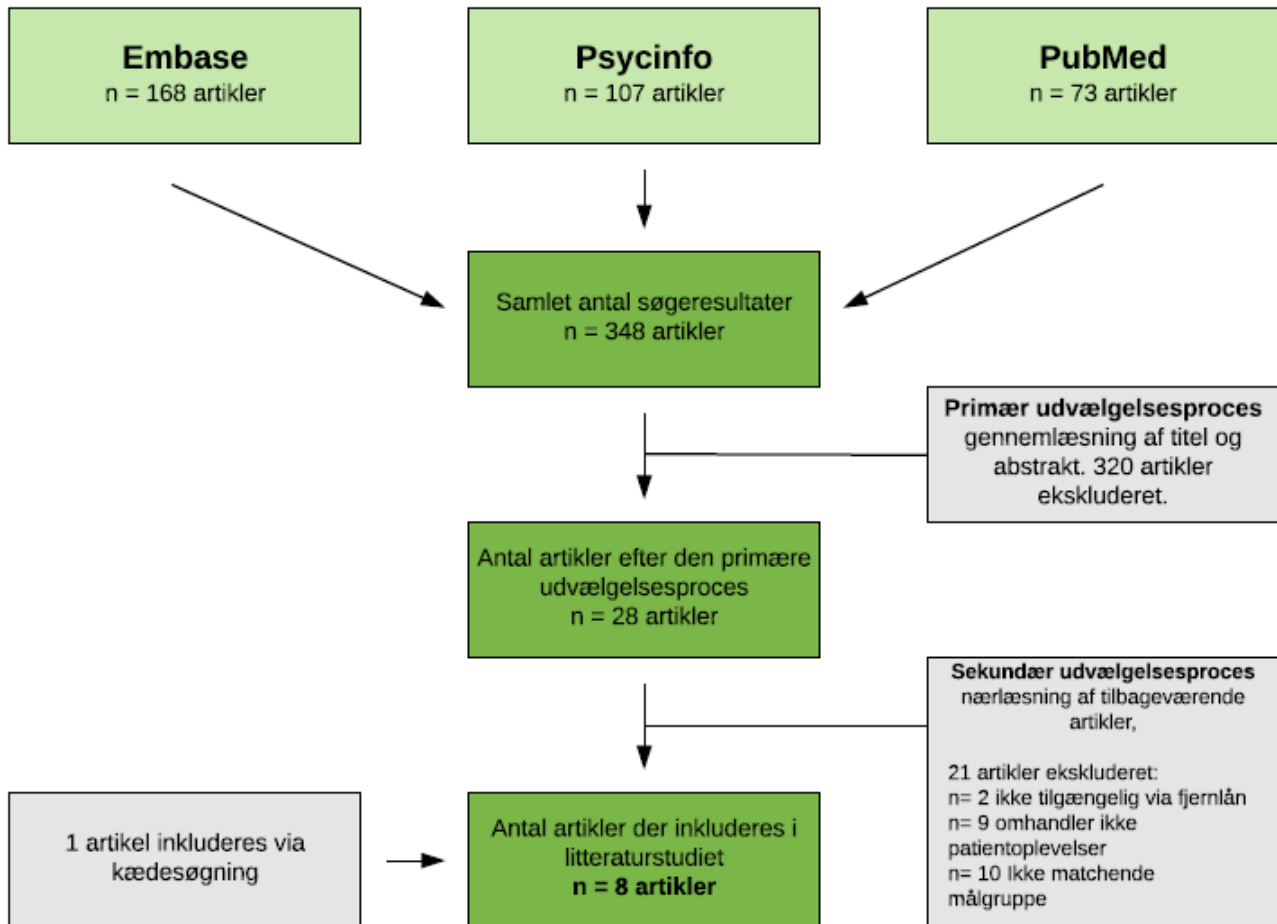 Embase
n = 168 artikler
Psycinfo
n = 107 artikler
PubMed
n = 73 artikler
Samlet antal søgeresultater
n = 348 artikler
Primær udvælgelsesproces
gennemlæsning af titel og
abstrakt. 320 artikler
ekskluderet.
Antal artikler efter den primære
udvælgelsesproces
n = 28 artikler
Sekundær udvælgelsesproces
nærlæsning af tilbageværende
artikler,
21 artikler ekskluderet:
n= 2 ikke tilgængelig via fjernlån
n= 9 omhandler ikke
patientoplevelser
n= 10 Ikke matchende
målgruppe
1 artikel inkluderes via
kædesøgning
Antal artikler der inkluderes i
litteraturstudiet
n = 8 artikler